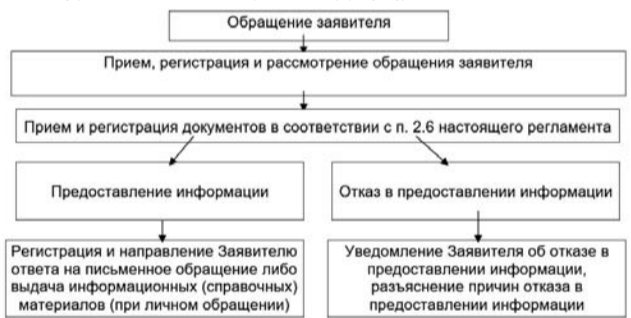 Обращение заявителя
Прием, регистрация и рассмотрение обращения заявителя
Прием и регистрация документов в соответствии с п. 2.6 настоящего регламента
Предоставление информации
Отказ в предоставлении информации
Регистрация и направление Заявителю
ответа на письменное обращение либо
выдача информационных (справочных)
материалов (при личном обращении)
Уведомление Заявителя об отказе в
предоставлении информации,
разъяснение причин отказа в
предоставлении информации